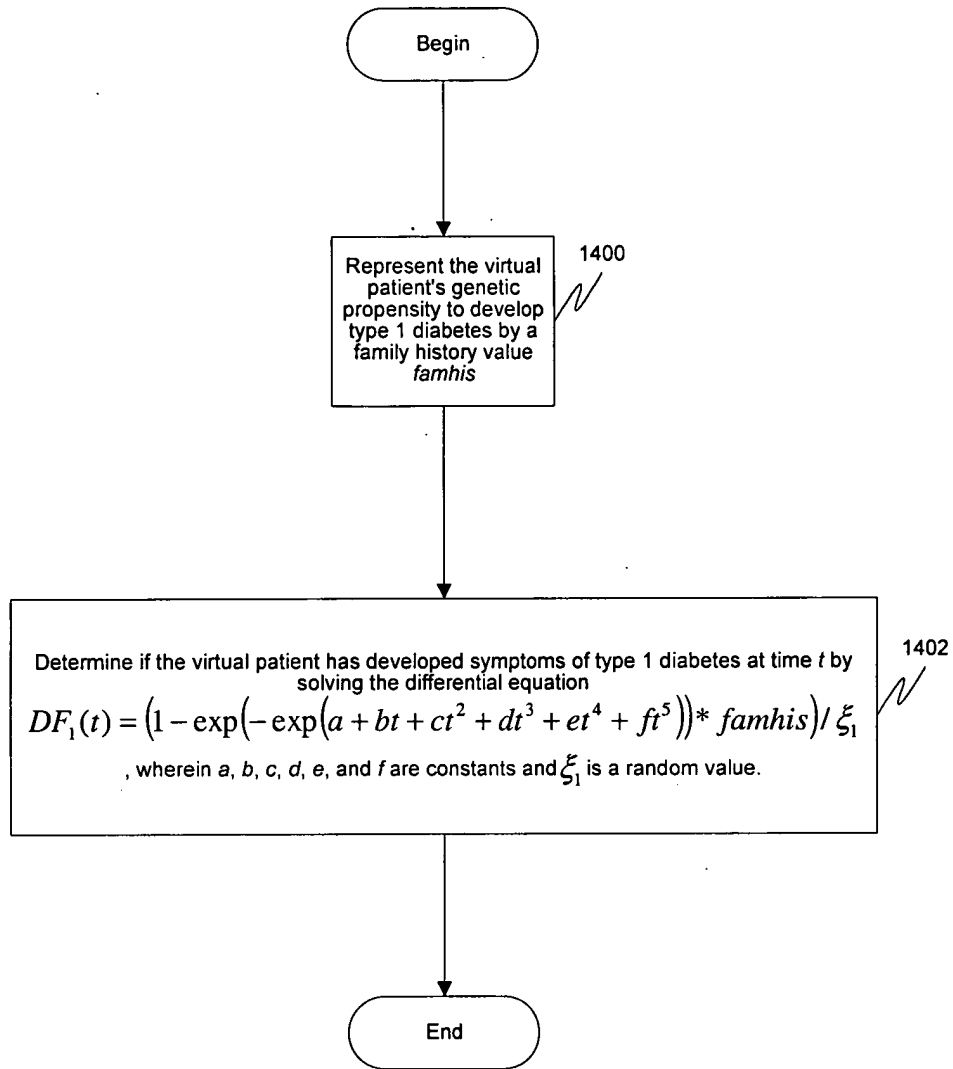 Begin
Represent the virtual
patient's genetic
propensity to develop
type 1 diabetes by a
family history value
famhis
1400
Determine if the virtual patient has developed symptoms of type 1 diabetes at time t by
solving the differential equation
1402
DF₁(t) = (1 − exp(−exp(a + bt + ct² + dt³ + et⁴ + ft⁵)) * famhis) / ξ₁
, wherein a, b, c, d, e, and f are constants and ξ₁ is a random value.
End